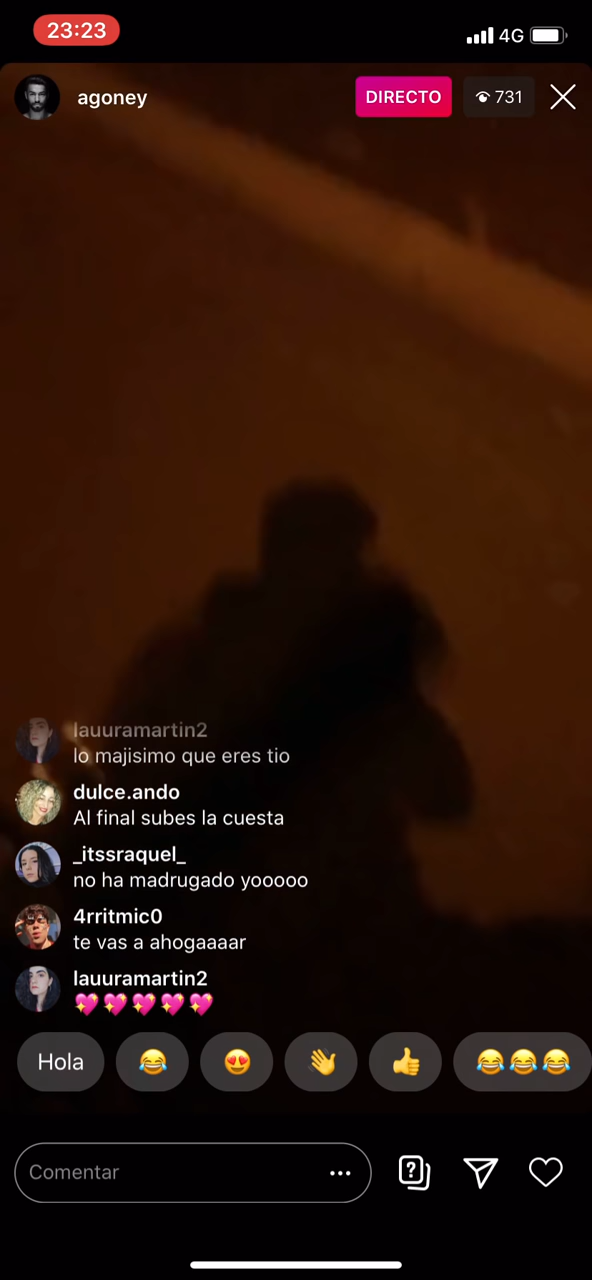 23:23
4G
agoney
DIRECTO
731
lauuramartin2
lo majisimo que eres tio
dulce.ando
Al final subes la cuesta
_itssraquel_
no ha madrugado yooooo
4rritmic0
te vas a ahogaaaar
lauuramartin2
💖💖💖💖💖
Hola 😂 😍 👋 👍 😂😂😂
Comentar